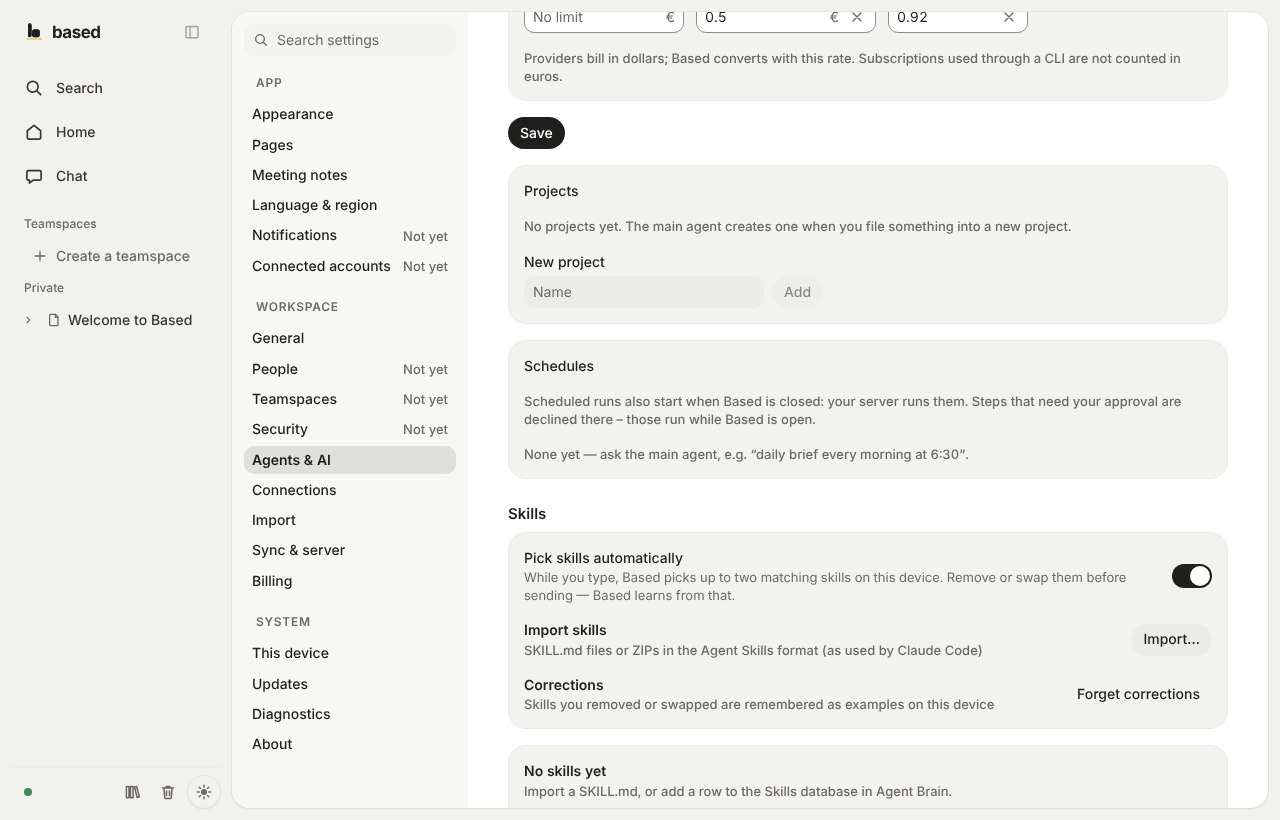 based
Search
Home
Chat
Teamspaces
Create a teamspace
Private
Welcome to Based
Search settings
APP
Appearance
Pages
Meeting notes
Language & region
Notifications Not yet
Connected accounts Not yet
WORKSPACE
General
People Not yet
Teamspaces Not yet
Security Not yet
Agents & AI
Connections
Import
Sync & server
Billing
SYSTEM
This device
Updates
Diagnostics
About
No limit € 0.5 € 0.92
Providers bill in dollars; Based converts with this rate. Subscriptions used through a CLI are not counted in
euros.
Save
Projects
No projects yet. The main agent creates one when you file something into a new project.
New project
Name Add
Schedules
Scheduled runs also start when Based is closed: your server runs them. Steps that need your approval are
declined there – those run while Based is open.
None yet — ask the main agent, e.g. “daily brief every morning at 6:30”.
Skills
Pick skills automatically
While you type, Based picks up to two matching skills on this device. Remove or swap them before
sending — Based learns from that.
Import skills
SKILL.md files or ZIPs in the Agent Skills format (as used by Claude Code)
Import...
Corrections
Skills you removed or swapped are remembered as examples on this device
Forget corrections
No skills yet
Import a SKILL.md, or add a row to the Skills database in Agent Brain.